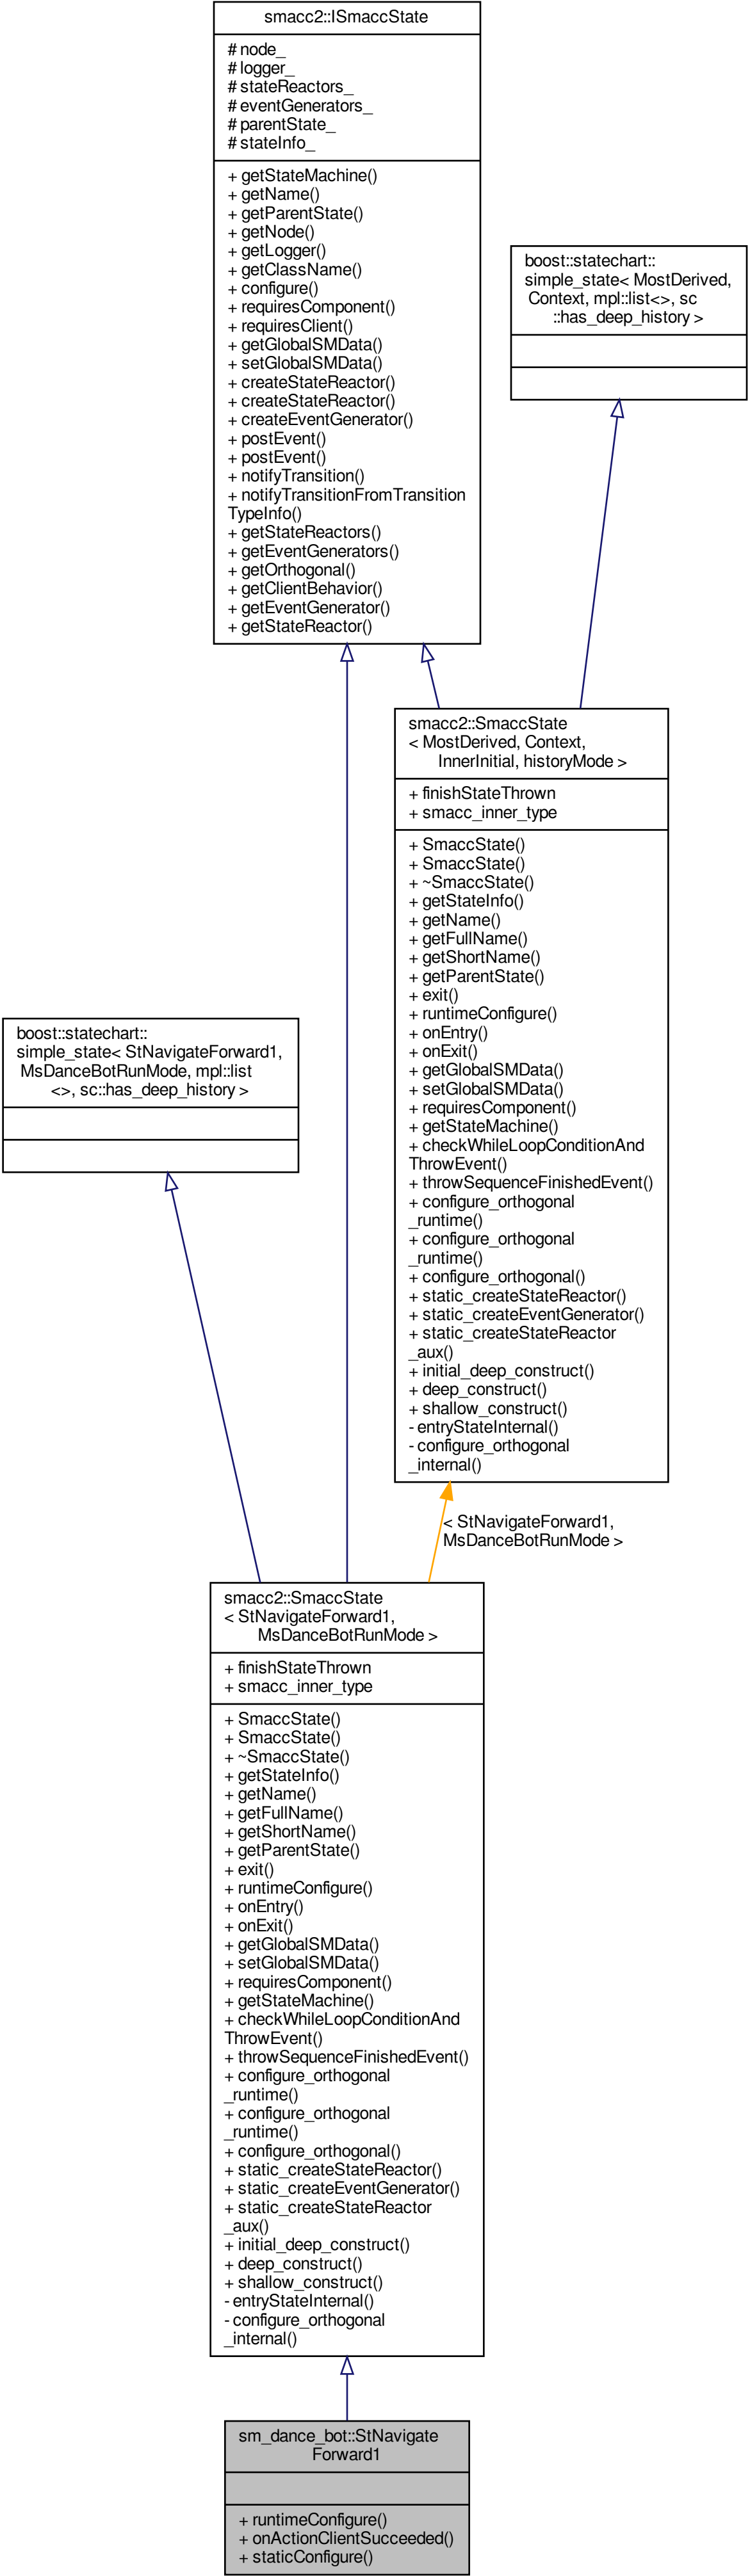 smacc2::ISmaccState
# node_
# logger_
# stateReactors_
# eventGenerators_
# parentState_
# stateInfo_
+ getStateMachine()
+ getName()
+ getParentState()
+ getNode()
+ getLogger()
+ getClassName()
+ configure()
+ requiresComponent()
+ requiresClient()
+ getGlobalSMData()
+ setGlobalSMData()
+ createStateReactor()
+ createStateReactor()
+ createEventGenerator()
+ postEvent()
+ postEvent()
+ notifyTransition()
+ notifyTransitionFromTransition
TypeInfo()
+ getStateReactors()
+ getEventGenerators()
+ getOrthogonal()
+ getClientBehavior()
+ getEventGenerator()
+ getStateReactor()
boost::statechart::
simple_state< MostDerived,
Context, mpl::list<>, sc
::has_deep_history >
smacc2::SmaccState
< MostDerived, Context,
InnerInitial, historyMode >
+ finishStateThrown
+ smacc_inner_type
+ SmaccState()
+ SmaccState()
+ ~SmaccState()
+ getStateInfo()
+ getName()
+ getFullName()
+ getShortName()
+ getParentState()
+ exit()
+ runtimeConfigure()
+ onEntry()
+ onExit()
+ getGlobalSMData()
+ setGlobalSMData()
+ requiresComponent()
+ getStateMachine()
+ checkWhileLoopConditionAnd
ThrowEvent()
+ throwSequenceFinishedEvent()
+ configure_orthogonal
_runtime()
+ configure_orthogonal
_runtime()
+ configure_orthogonal()
+ static_createStateReactor()
+ static_createEventGenerator()
+ static_createStateReactor
_aux()
+ initial_deep_construct()
+ deep_construct()
+ shallow_construct()
- entryStateInternal()
- configure_orthogonal
_internal()
boost::statechart::
simple_state< StNavigateForward1,
MsDanceBotRunMode, mpl::list
<>, sc::has_deep_history >
< StNavigateForward1,
MsDanceBotRunMode >
smacc2::SmaccState
< StNavigateForward1,
MsDanceBotRunMode >
+ finishStateThrown
+ smacc_inner_type
+ SmaccState()
+ SmaccState()
+ ~SmaccState()
+ getStateInfo()
+ getName()
+ getFullName()
+ getShortName()
+ getParentState()
+ exit()
+ runtimeConfigure()
+ onEntry()
+ onExit()
+ getGlobalSMData()
+ setGlobalSMData()
+ requiresComponent()
+ getStateMachine()
+ checkWhileLoopConditionAnd
ThrowEvent()
+ throwSequenceFinishedEvent()
+ configure_orthogonal
_runtime()
+ configure_orthogonal
_runtime()
+ configure_orthogonal()
+ static_createStateReactor()
+ static_createEventGenerator()
+ static_createStateReactor
_aux()
+ initial_deep_construct()
+ deep_construct()
+ shallow_construct()
- entryStateInternal()
- configure_orthogonal
_internal()
sm_dance_bot::StNavigate
Forward1
+ runtimeConfigure()
+ onActionClientSucceeded()
+ staticConfigure()